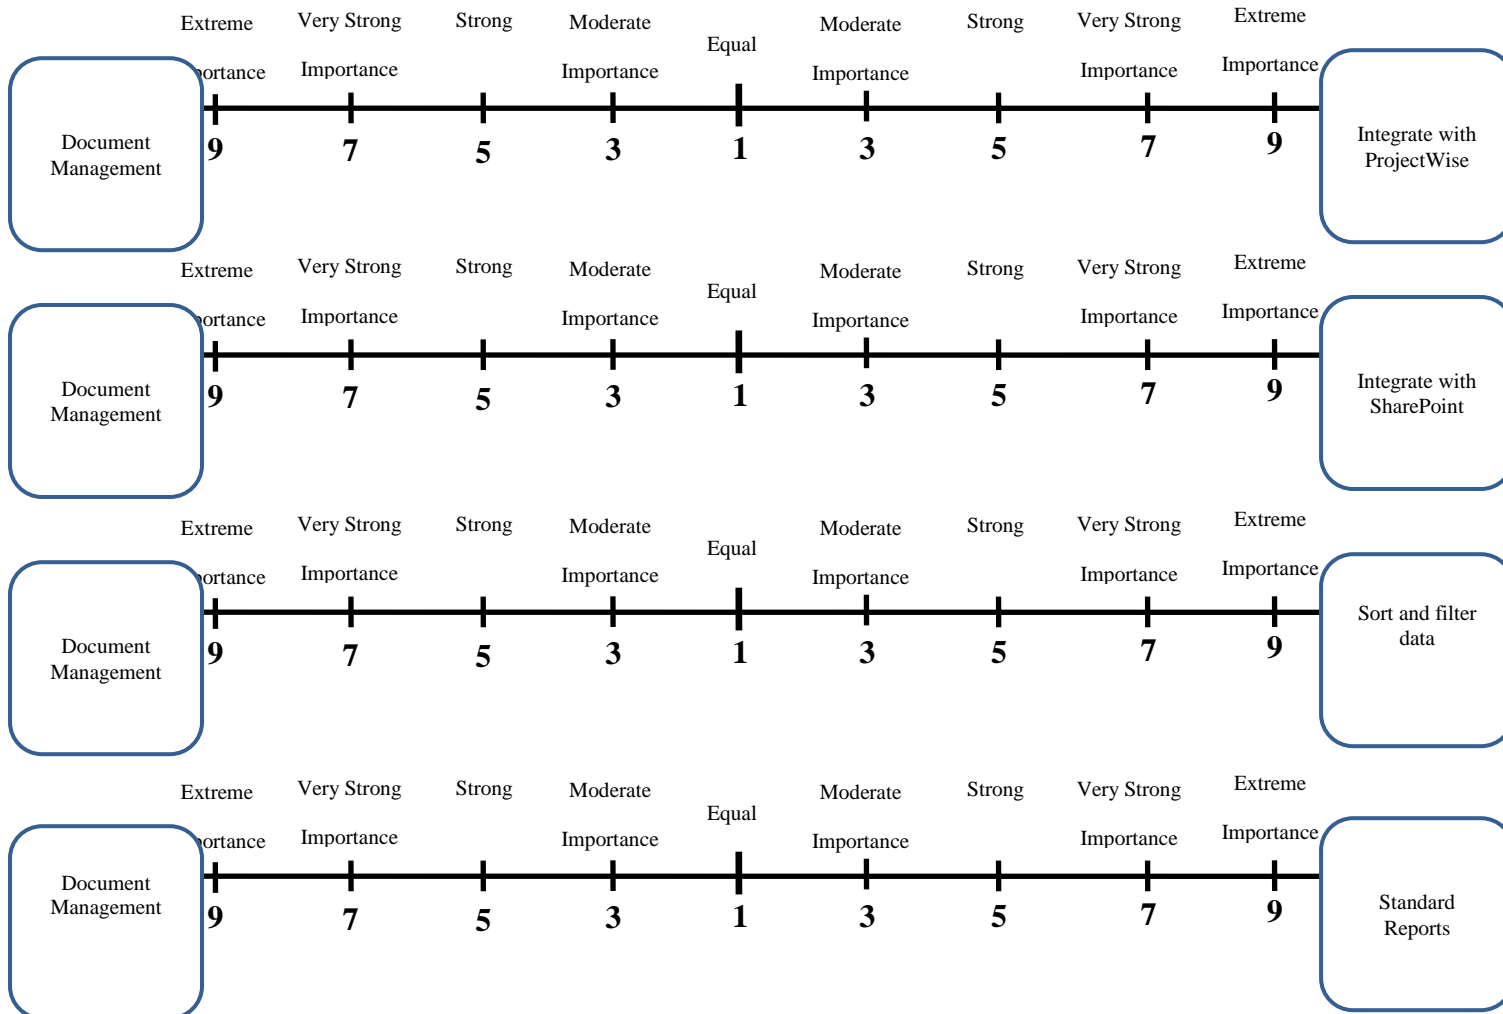 Extreme Very Strong Strong Moderate Equal Moderate Strong Very Strong Extreme
portance Importance Importance Importance Importance Importance
Document Management
9 7 5 3 1 3 5 7 9
Integrate with
ProjectWise
Extreme Very Strong Strong Moderate Equal Moderate Strong Very Strong Extreme
portance Importance Importance Importance Importance Importance
Document
Management
9 7 5 3 1 3 5 7 9
Integrate with
SharePoint
Extreme Very Strong Strong Moderate Equal Moderate Strong Very Strong Extreme
portance Importance Importance Importance Importance Importance
Document
Management
9 7 5 3 1 3 5 7 9
Sort and filter
data
Extreme Very Strong Strong Moderate Equal Moderate Strong Very Strong Extreme
portance Importance Importance Importance Importance Importance
Document
Management
9 7 5 3 1 3 5 7 9
Standard
Reports